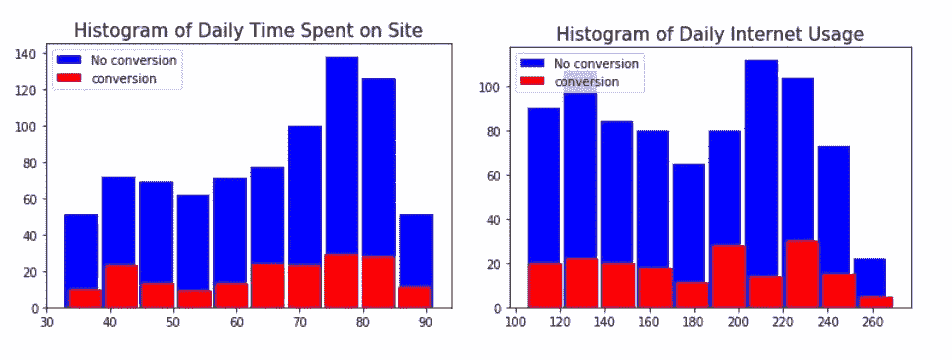 Histogram of Daily Time Spent on Site
No conversion
conversion
140
120
100
80
60
40
20
0
30 40 50 60 70 80 90
Histogram of Daily Internet Usage
No conversion
conversion
100
80
60
40
20
0
100 120 140 160 180 200 220 240 260